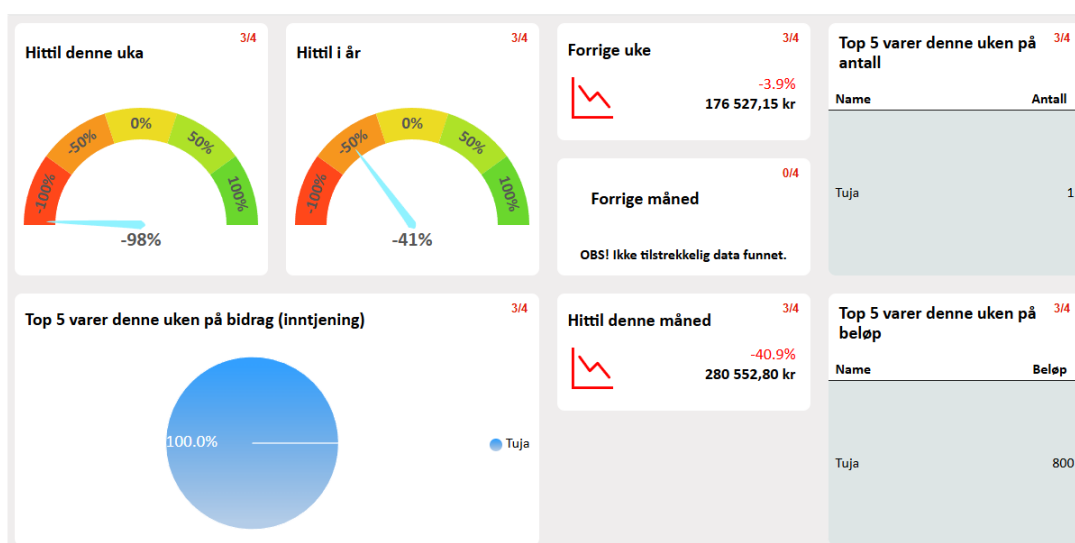 3/4
Hittil denne uka
-100%
-50%
0%
50%
100%
-98%
3/4
Hittil i år
-100%
-50%
0%
50%
100%
-41%
3/4
Forrige uke
-3.9%
176 527,15 kr
0/4
Forrige måned
OBS! Ikke tilstrekkelig data funnet.
Top 5 varer denne uken på 3/4
antall
Name Antall
Tuja 1
3/4
Top 5 varer denne uken på bidrag (inntjening)
100.0%
Tuja
3/4
Hittil denne måned
-40.9%
280 552,80 kr
Top 5 varer denne uken på 3/4
beløp
Name Beløp
Tuja 800